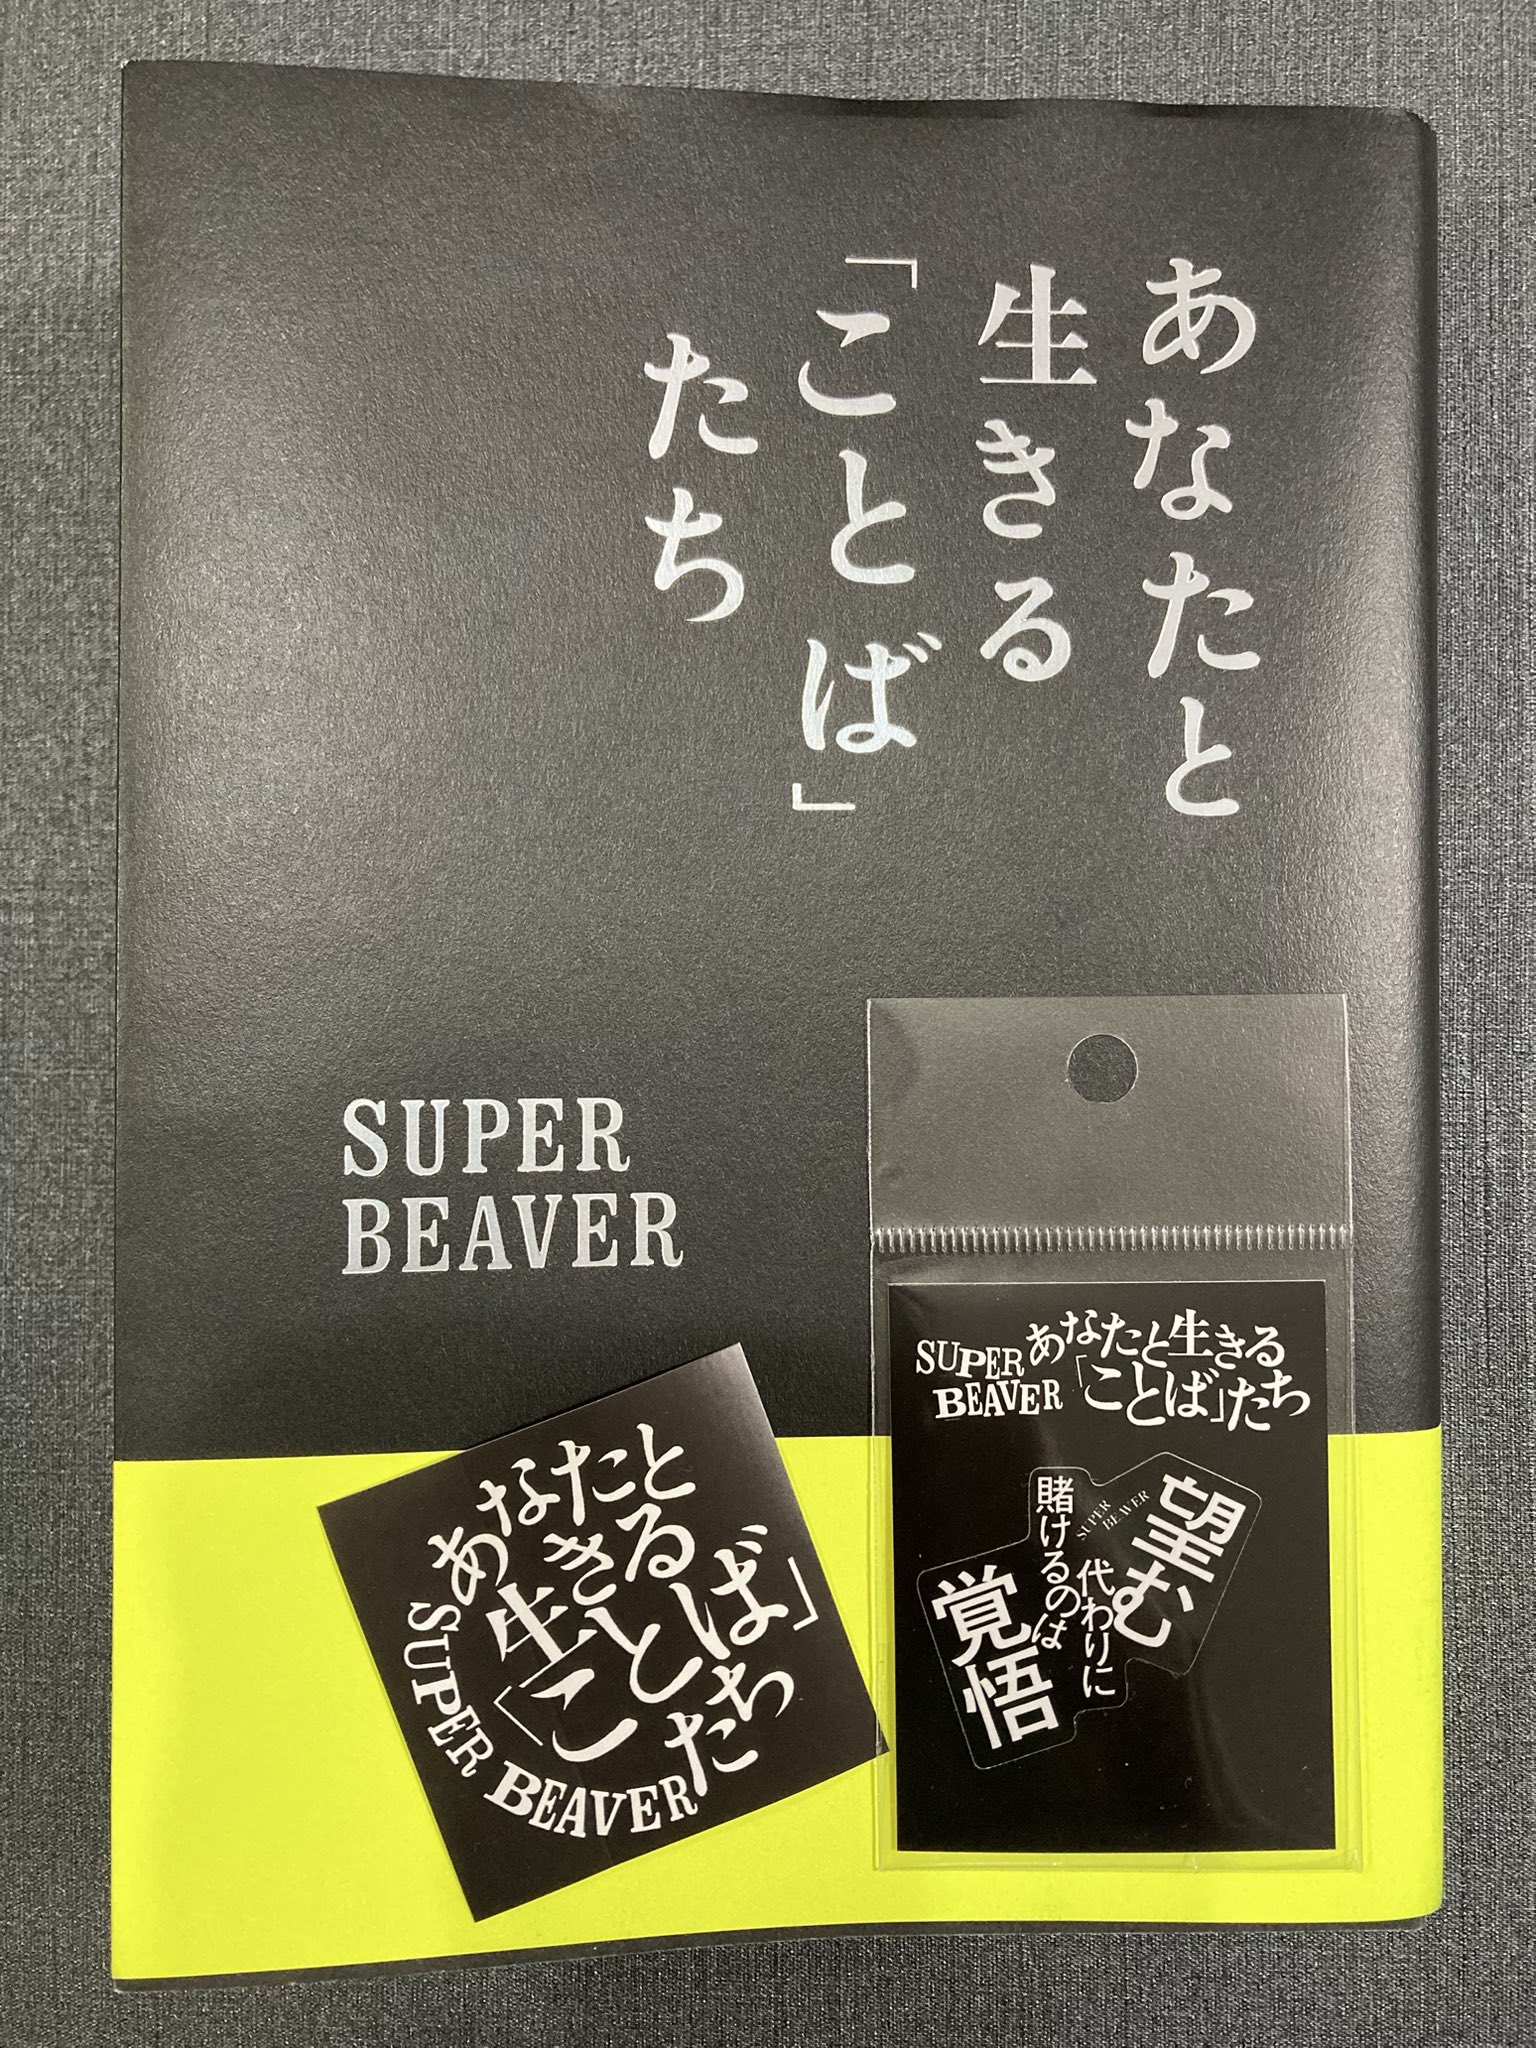 あなたと
生きる
「ことば」
たち
SUPER
BEAVER
あなたと
生きる
「ことば」
たち
SUPER BEAVER
SUPER
BEAVER
あなたと生きる
「ことば」たち
望む
SUPER
BEAVER
代わりに
賭けるのは
覚悟